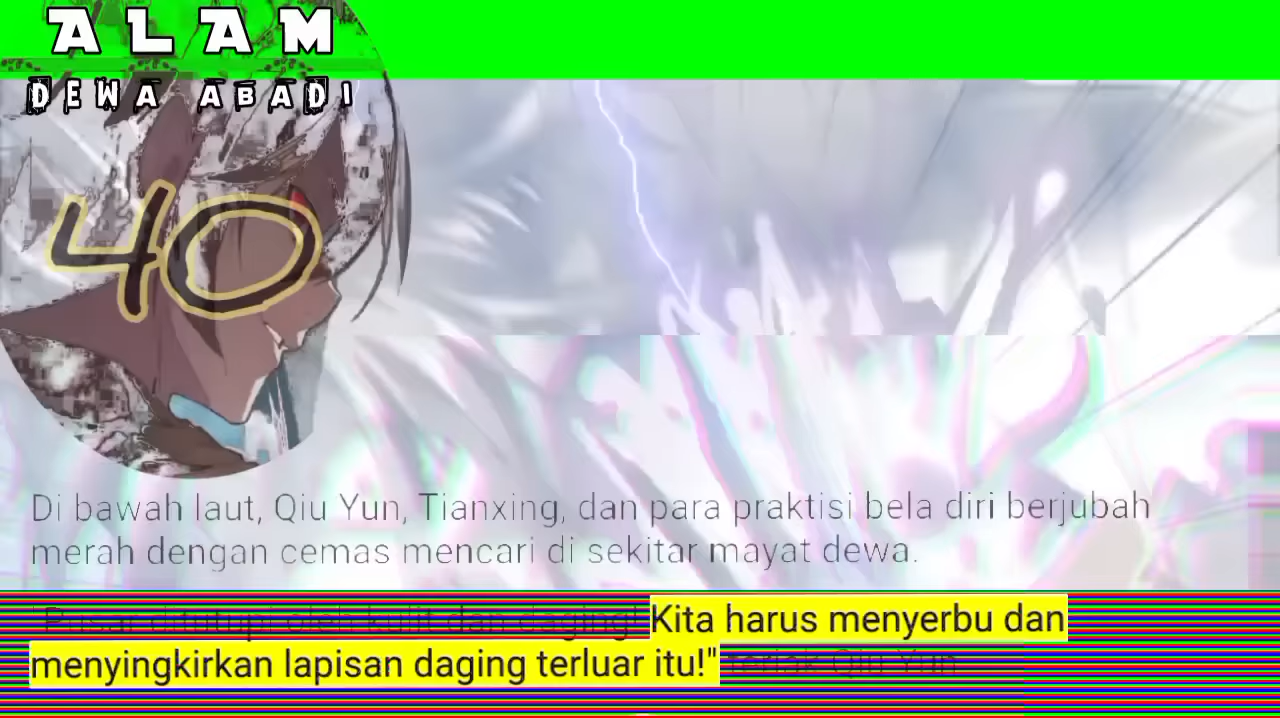 ALAM
DEWA ABADI
40
Di bawah laut, Qiu Yun, Tianxing, dan para praktisi bela diri berjubah
merah dengan cemas mencari di sekitar mayat dewa.
"Pusar ditutupi oleh kulit dan daging! Kita harus menyerbu dan
menyingkirkan lapisan daging terluar itu!" teriak Qiu Yun.